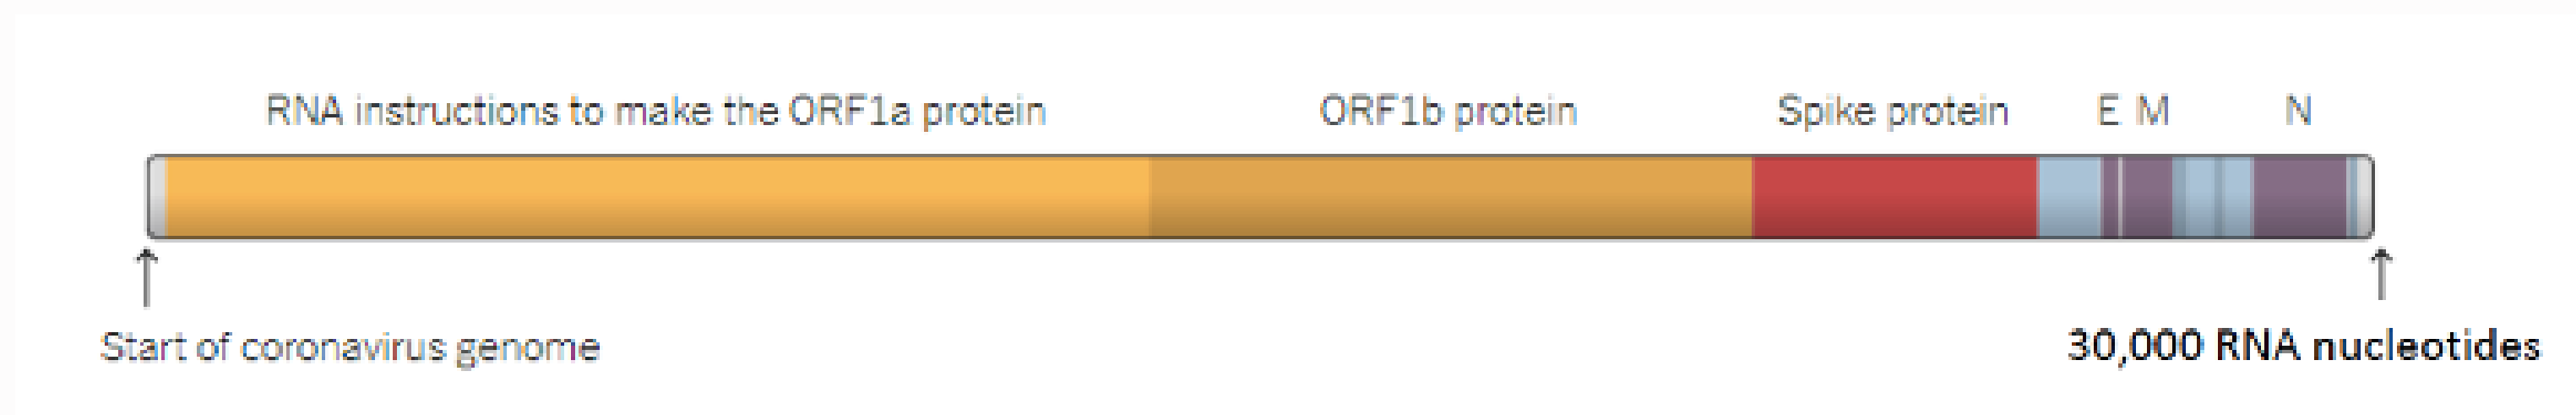 RNA instructions to make the ORF1a protein
ORF1b protein
Spike protein
E
M
N
Start of coronavirus genome
30,000 RNA nucleotides